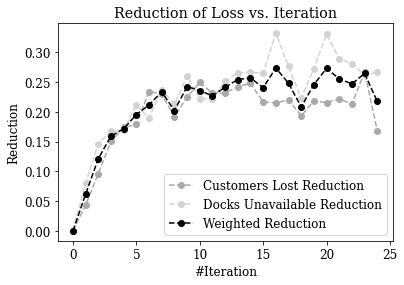 Reduction of Loss vs. Iteration
Reduction
0.30
0.25
0.20
0.15
0.10
0.05
0.00
Customers Lost Reduction
Docks Unavailable Reduction
Weighted Reduction
0 5 10 15 20 25
#Iteration